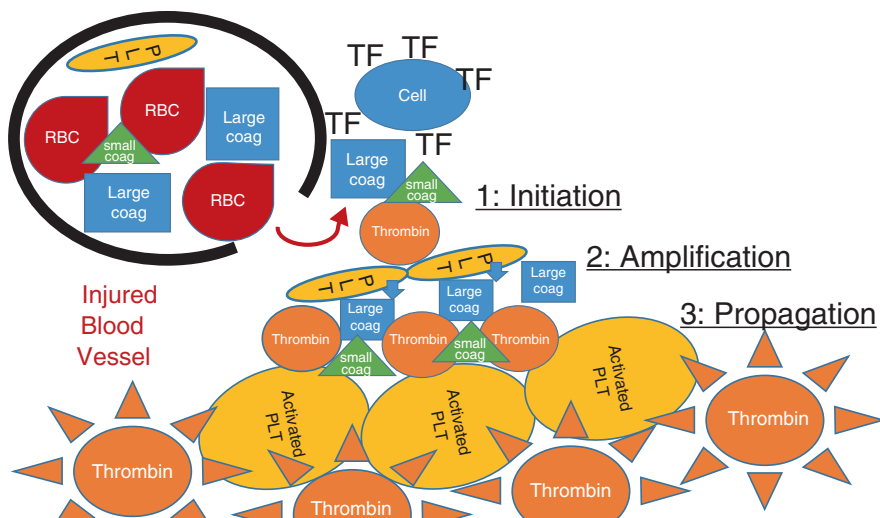 PLT
RBC
RBC
small
coag
Large
coag
Large
coag
RBC
Injured
Blood
Vessel
TF
TF
TF
TF
TF
Cell
Large
coag
small
coag
Thrombin
1: Initiation
PLT
PLT
Large
coag
2: Amplification
Large
coag
Large
coag
Thrombin
Thrombin
Thrombin
small
coag
small
coag
3: Propagation
Activated
PLT
Activated
PLT
Activated
PLT
Thrombin
Thrombin
Thrombin
Thrombin